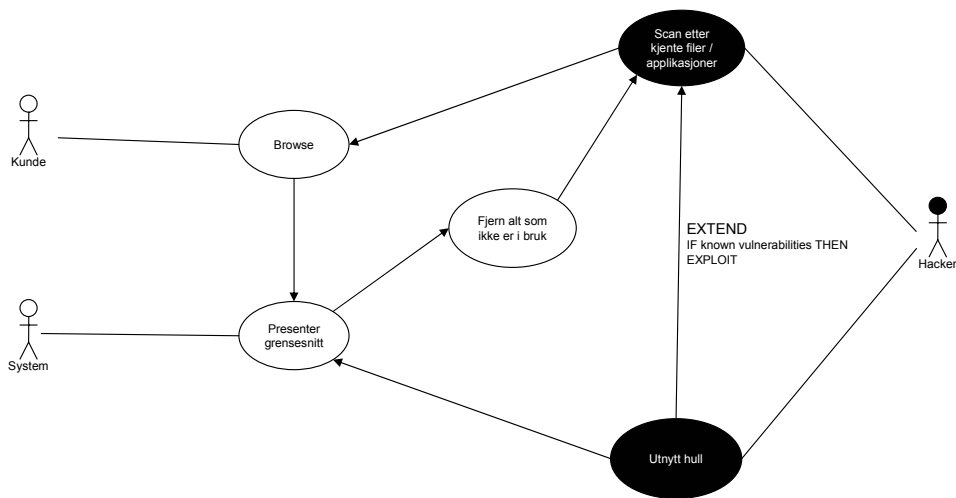 Scan etter
kjente filer /
applikasjoner
Kunde
Browse
Fjern alt som
ikke er i bruk
EXTEND
IF known vulnerabilities THEN
EXPLOIT
Hacker
Presenter
grensesnitt
System
Utnytt hull